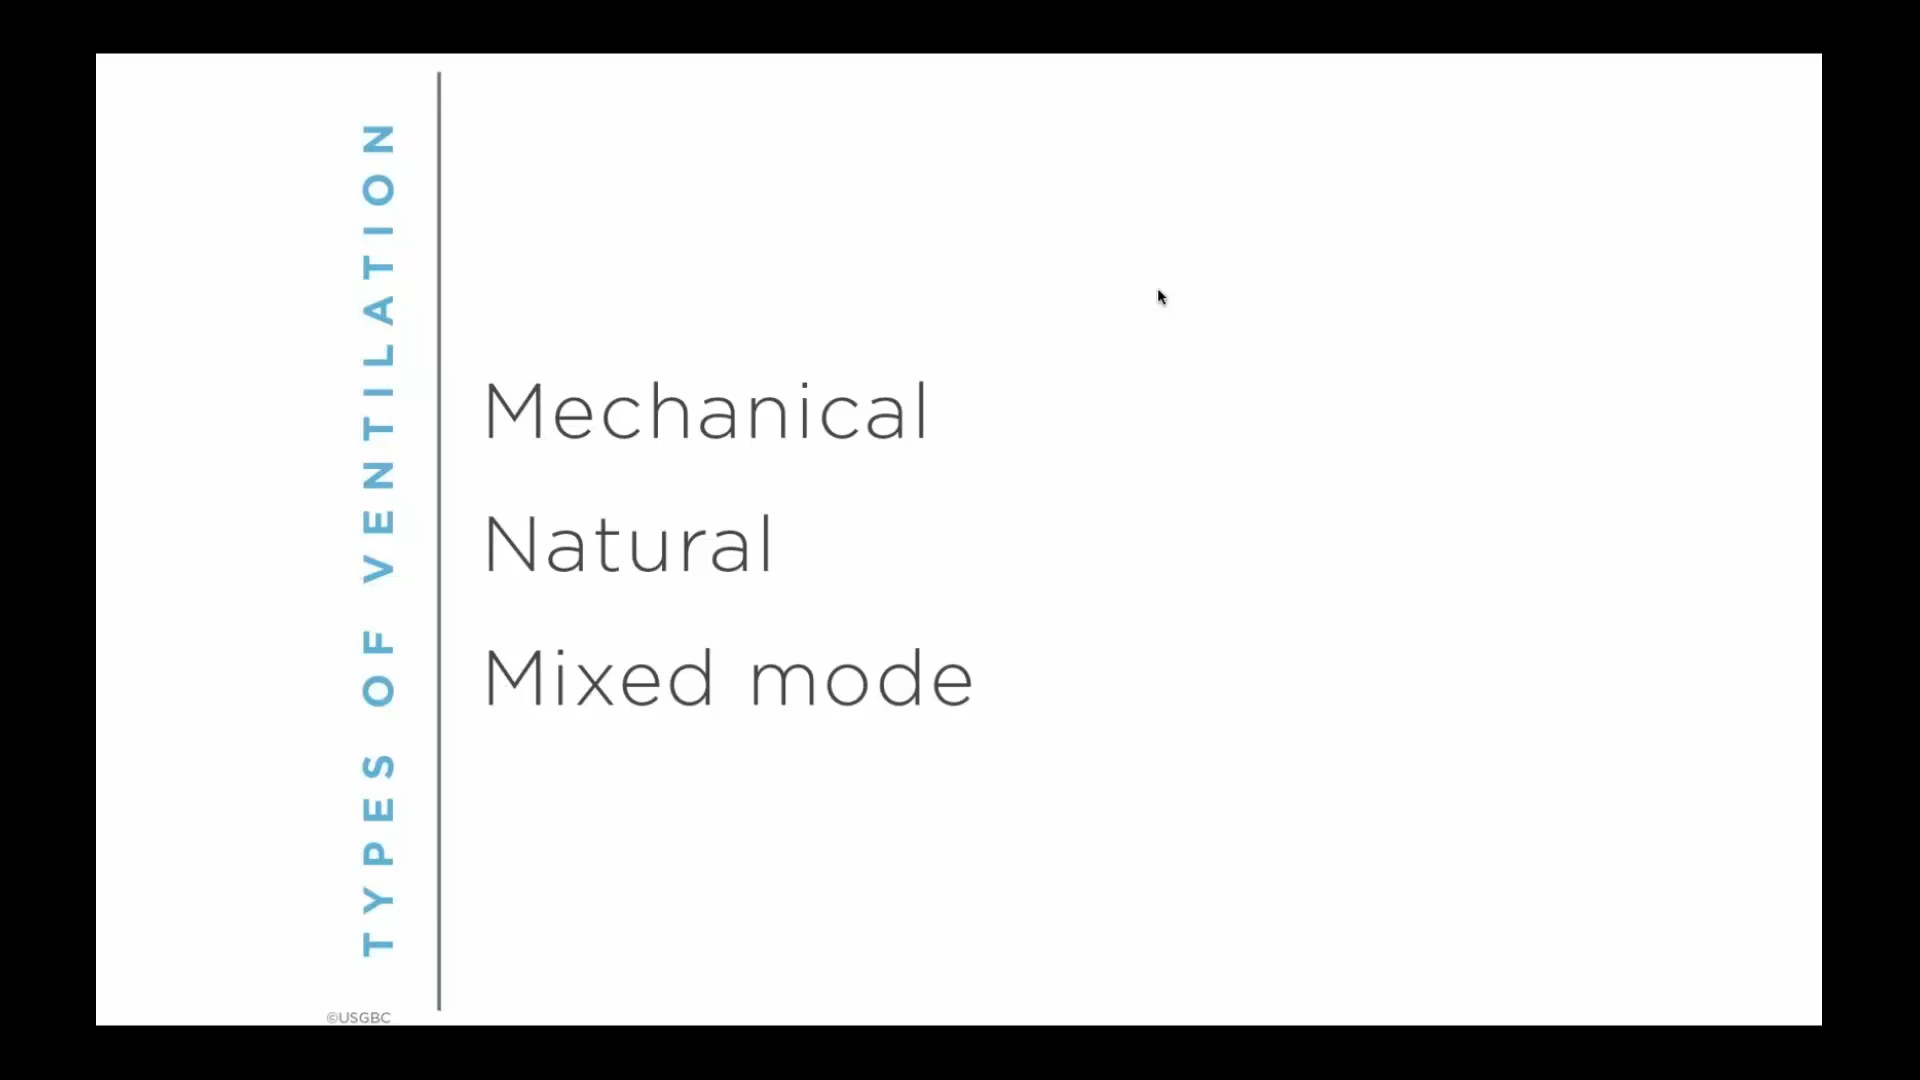 TYPES OF VENTILATION
Mechanical
Natural
Mixed mode
©USGBC